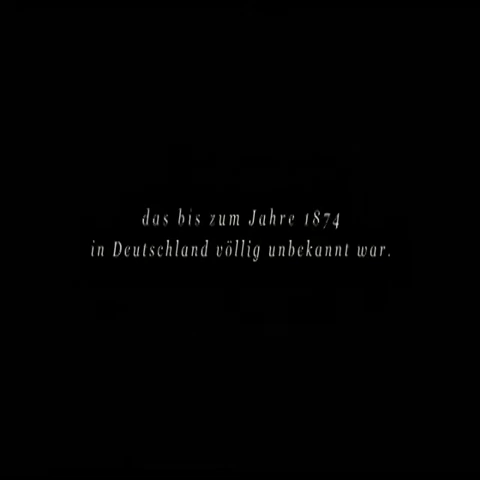 das bis zum Jahre 1874
in Deutschland völlig unbekannt war.